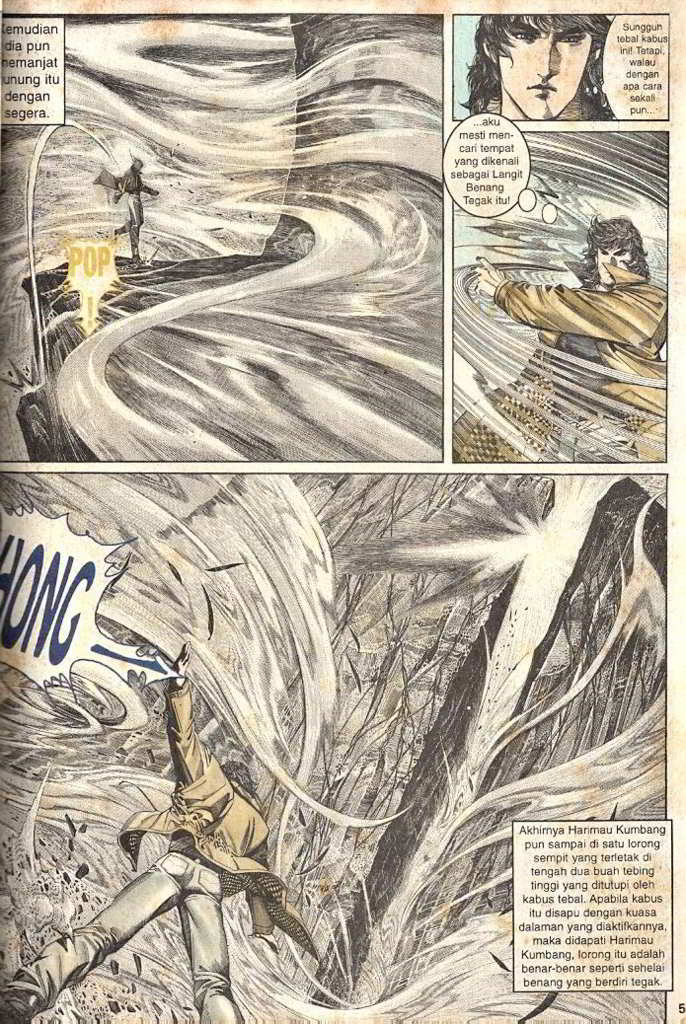 Kemudian
dia pun
memanjat
gunung itu
dengan
segera.
Sungguh
tebal kabus
ini! Tetapi,
walau
dengan
apa cara
sekali
pun...
...aku
mesti men-
cari tempat
yang dikenali
sebagai Langit
Benang
Tegak itu!
POP
!
HONG
Akhirnya Harimau Kumbang
pun sampai di satu lorong
sempit yang terletak di
tengah dua buah tebing
tinggi yang ditutupi oleh
kabus tebal. Apabila kabus
itu disapu dengan kuasa
dalaman yang diaktifkannya,
maka didapati Harimau
Kumbang, lorong itu adalah
benar-benar seperti sehelai
benang yang berdiri tegak.
5